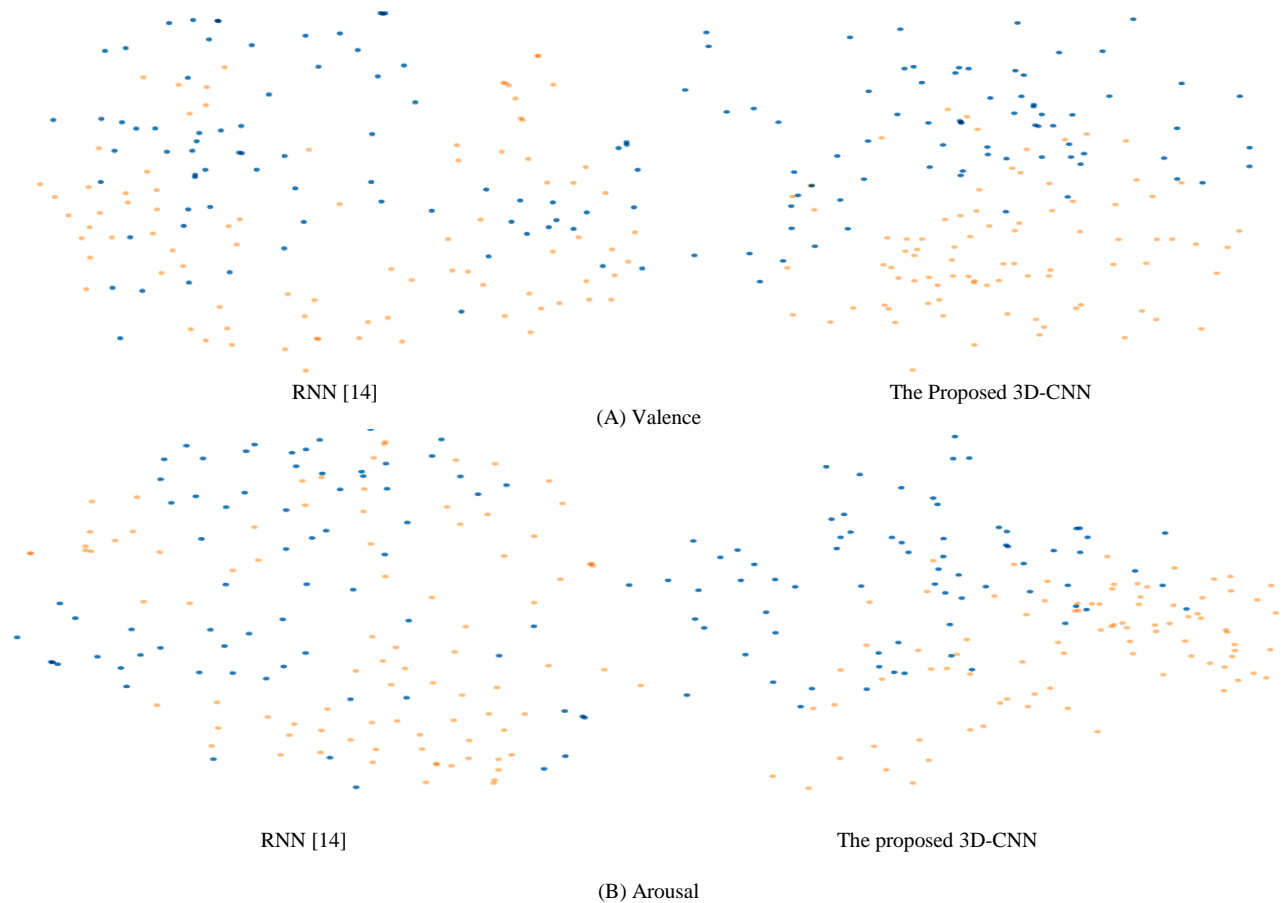 RNN [14]
The Proposed 3D-CNN
(A) Valence
RNN [14]
The proposed 3D-CNN
(B) Arousal